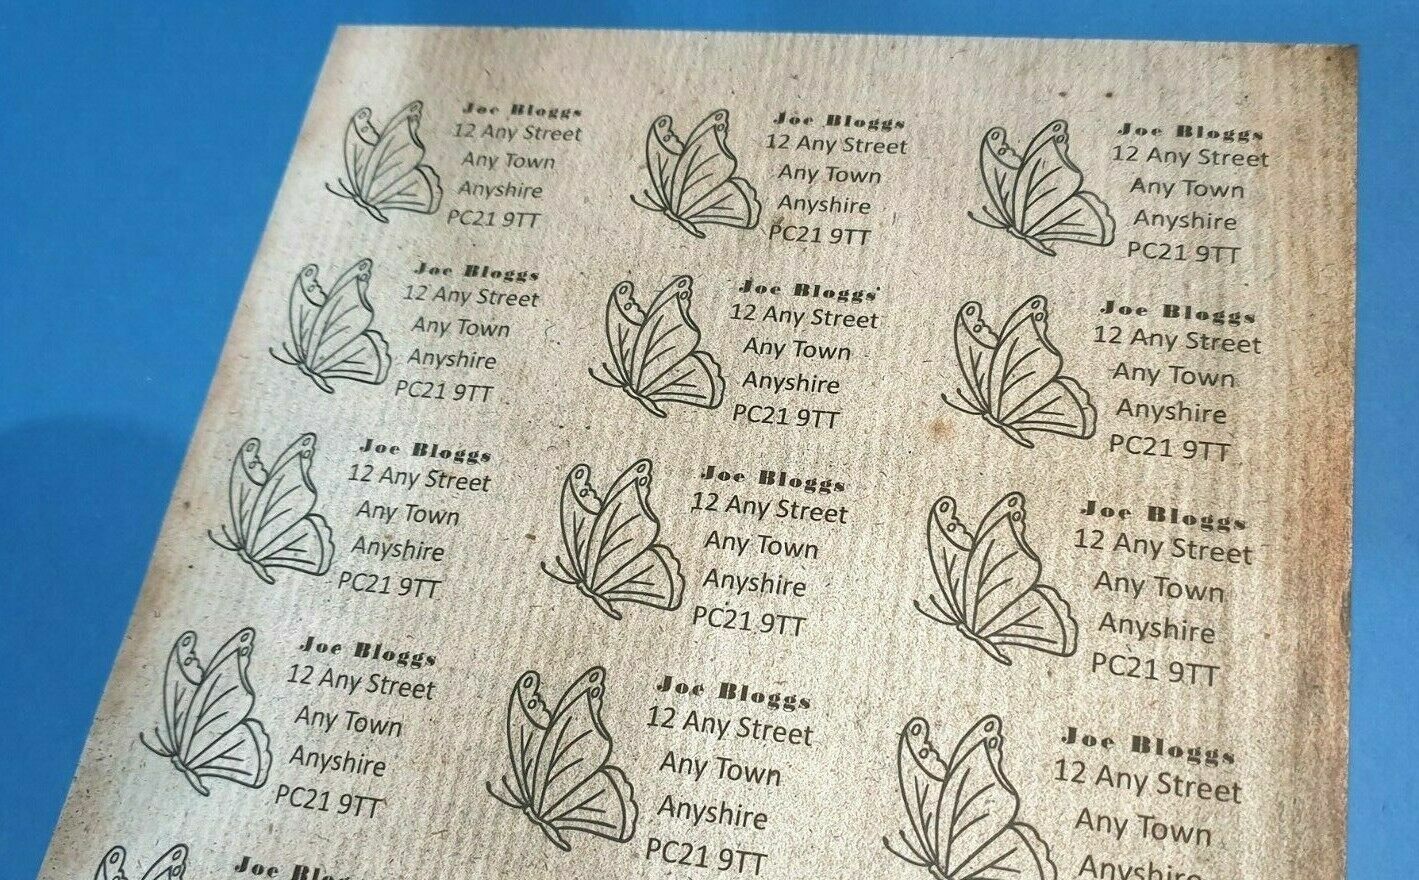 Joe Bloggs
12 Any Street
Any Town
Anyshire
PC21 9TT
Joe Bloggs
12 Any Street
Any Town
Anyshire
PC21 9TT
Joe Bloggs
12 Any Street
Any Town
Anyshire
PC21 9TT
Joe Bloggs
12 Any Street
Any Town
Anyshire
PC21 9TT
Joe Bloggs
12 Any Street
Any Town
Anyshire
PC21 9TT
Joe Bloggs
12 Any Street
Any Town
Anyshire
PC21 9TT
Joe Bloggs
12 Any Street
Any Town
Anyshire
PC21 9TT
Joe Bloggs
12 Any Street
Any Town
Anyshire
PC21 9TT
Joe Bloggs
12 Any Street
Any Town
Anyshire
PC21 9TT
Joe Bloggs
12 Any Street
Any Town
Anyshire
PC21 9TT
Joe Bloggs
12 Any Street
Any Town
Anyshire
PC21 9TT
Joe Bloggs
12 Any Street
Any Town
Anyshire
Joe